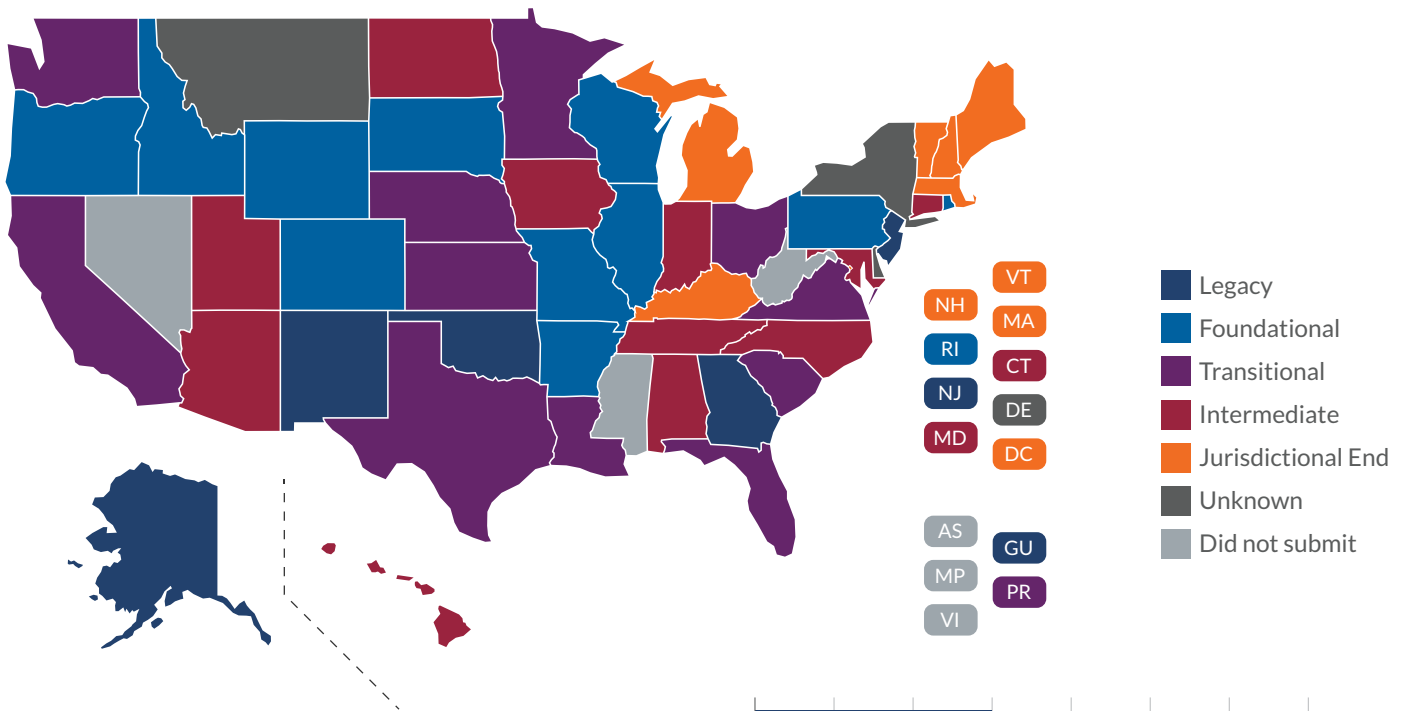 VT
NH
MA
RI
CT
NJ
DE
MD
DC
AS
GU
MP
PR
VI
Legacy
Foundational
Transitional
Intermediate
Jurisdictional End
Unknown
Did not submit